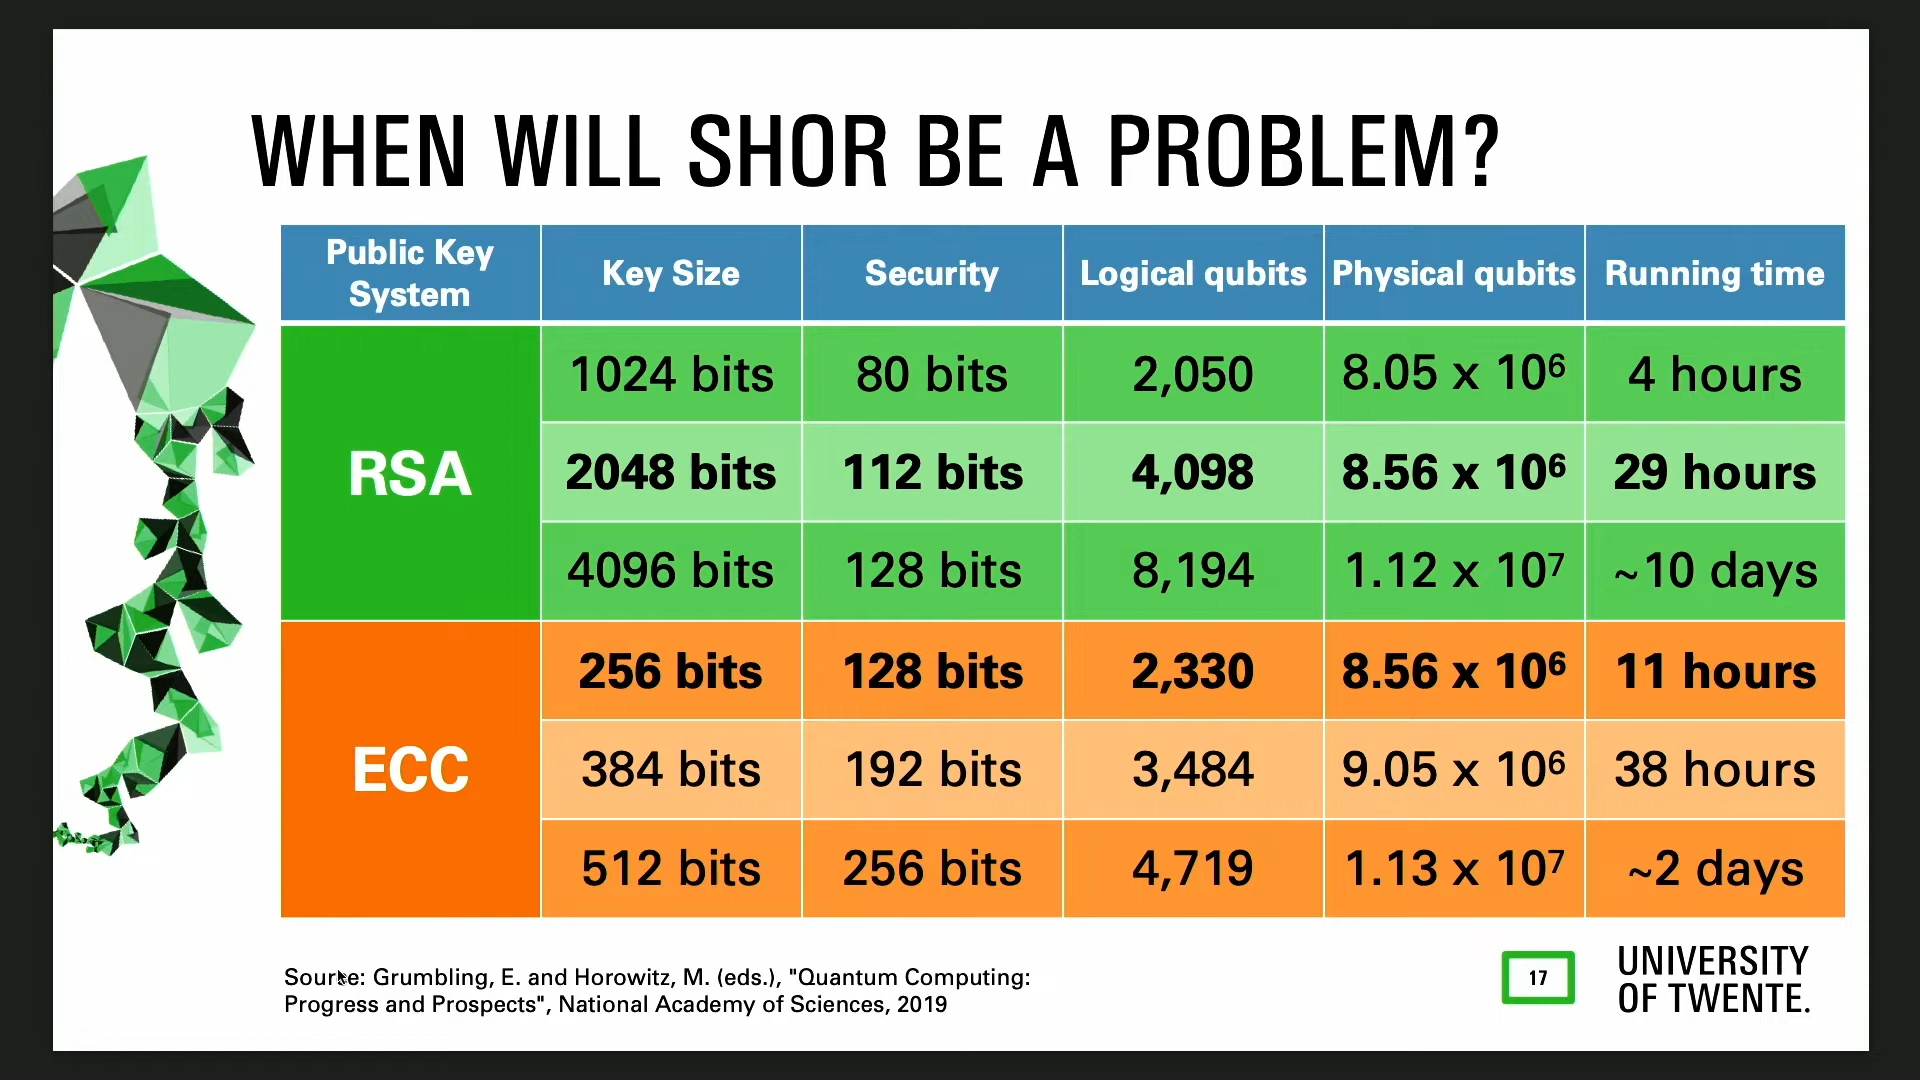 WHEN WILL SHOR BE A PROBLEM?
Public Key
System
Key Size
Security
Logical qubits
Physical qubits
Running time
RSA
1024 bits
80 bits
2,050
8.05 x 10⁶
4 hours
2048 bits
112 bits
4,098
8.56 x 10⁶
29 hours
4096 bits
128 bits
8,194
1.12 x 10⁷
~10 days
ECC
256 bits
128 bits
2,330
8.56 x 10⁶
11 hours
384 bits
192 bits
3,484
9.05 x 10⁶
38 hours
512 bits
256 bits
4,719
1.13 x 10⁷
~2 days
Source: Grumbling, E. and Horowitz, M. (eds.), "Quantum Computing:
Progress and Prospects", National Academy of Sciences, 2019
17
UNIVERSITY
OF TWENTE.